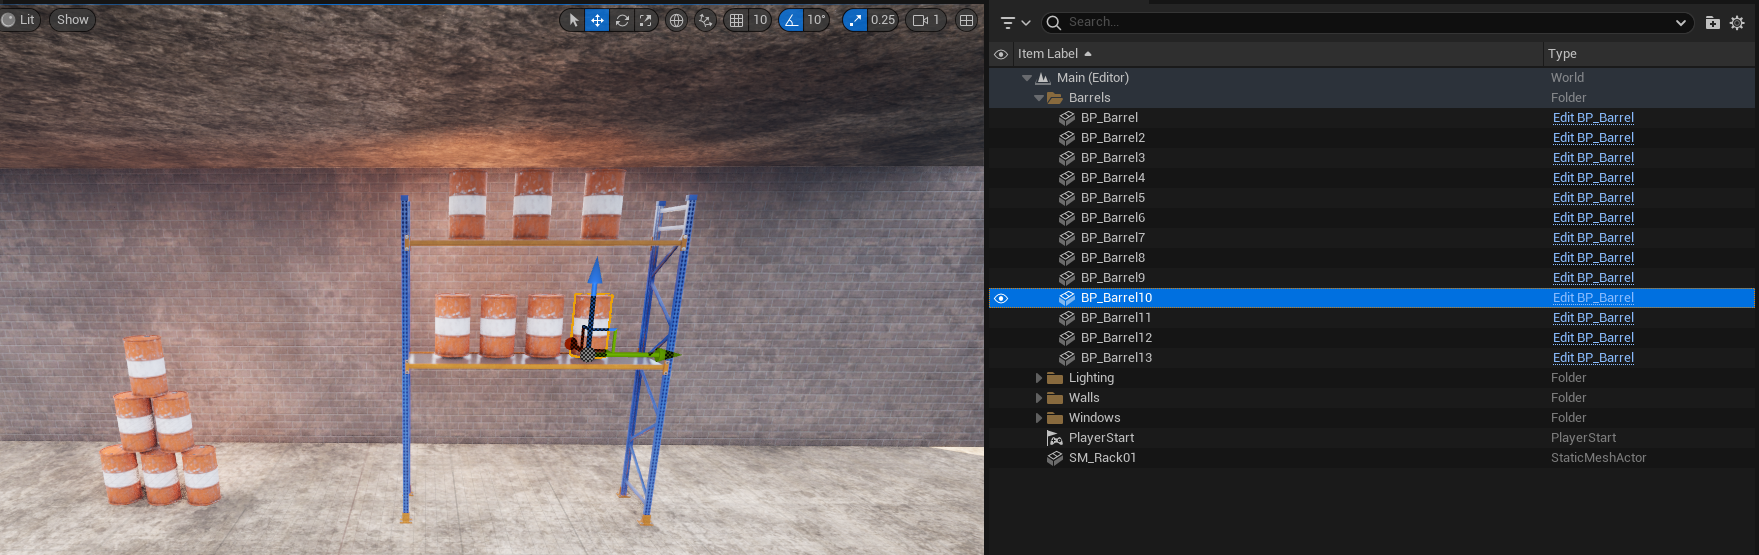 Lit Show 10 10° 0.25 1
Search...
Item Label Type
Main (Editor) World
Barrels Folder
BP_Barrel Edit BP_Barrel
BP_Barrel2 Edit BP_Barrel
BP_Barrel3 Edit BP_Barrel
BP_Barrel4 Edit BP_Barrel
BP_Barrel5 Edit BP_Barrel
BP_Barrel6 Edit BP_Barrel
BP_Barrel7 Edit BP_Barrel
BP_Barrel8 Edit BP_Barrel
BP_Barrel9 Edit BP_Barrel
BP_Barrel10 Edit BP_Barrel
BP_Barrel11 Edit BP_Barrel
BP_Barrel12 Edit BP_Barrel
BP_Barrel13 Edit BP_Barrel
Lighting Folder
Walls Folder
Windows Folder
PlayerStart PlayerStart
SM_Rack01 StaticMeshActor